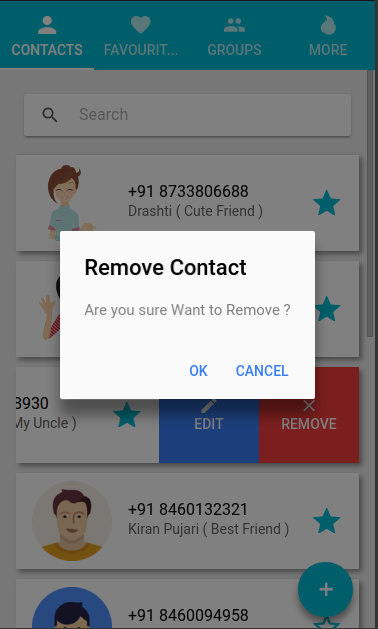 CONTACTS FAVOURIT... GROUPS MORE
Search
+91 8733806688
Drashti ( Cute Friend )
Remove Contact
Are you sure Want to Remove ?
OK CANCEL
8930
My Uncle )
EDIT REMOVE
+91 8460132321
Kiran Pujari ( Best Friend )
+91 8460094958